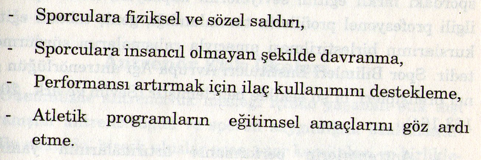 - Sporculara fiziksel ve sözel saldırı,
- Sporculara insancıl olmayan şekilde davranma,
- Performansı artırmak için ilaç kullanımını destekleme,
- Atletik programların eğitimsel amaçlarını göz ardı
etme.